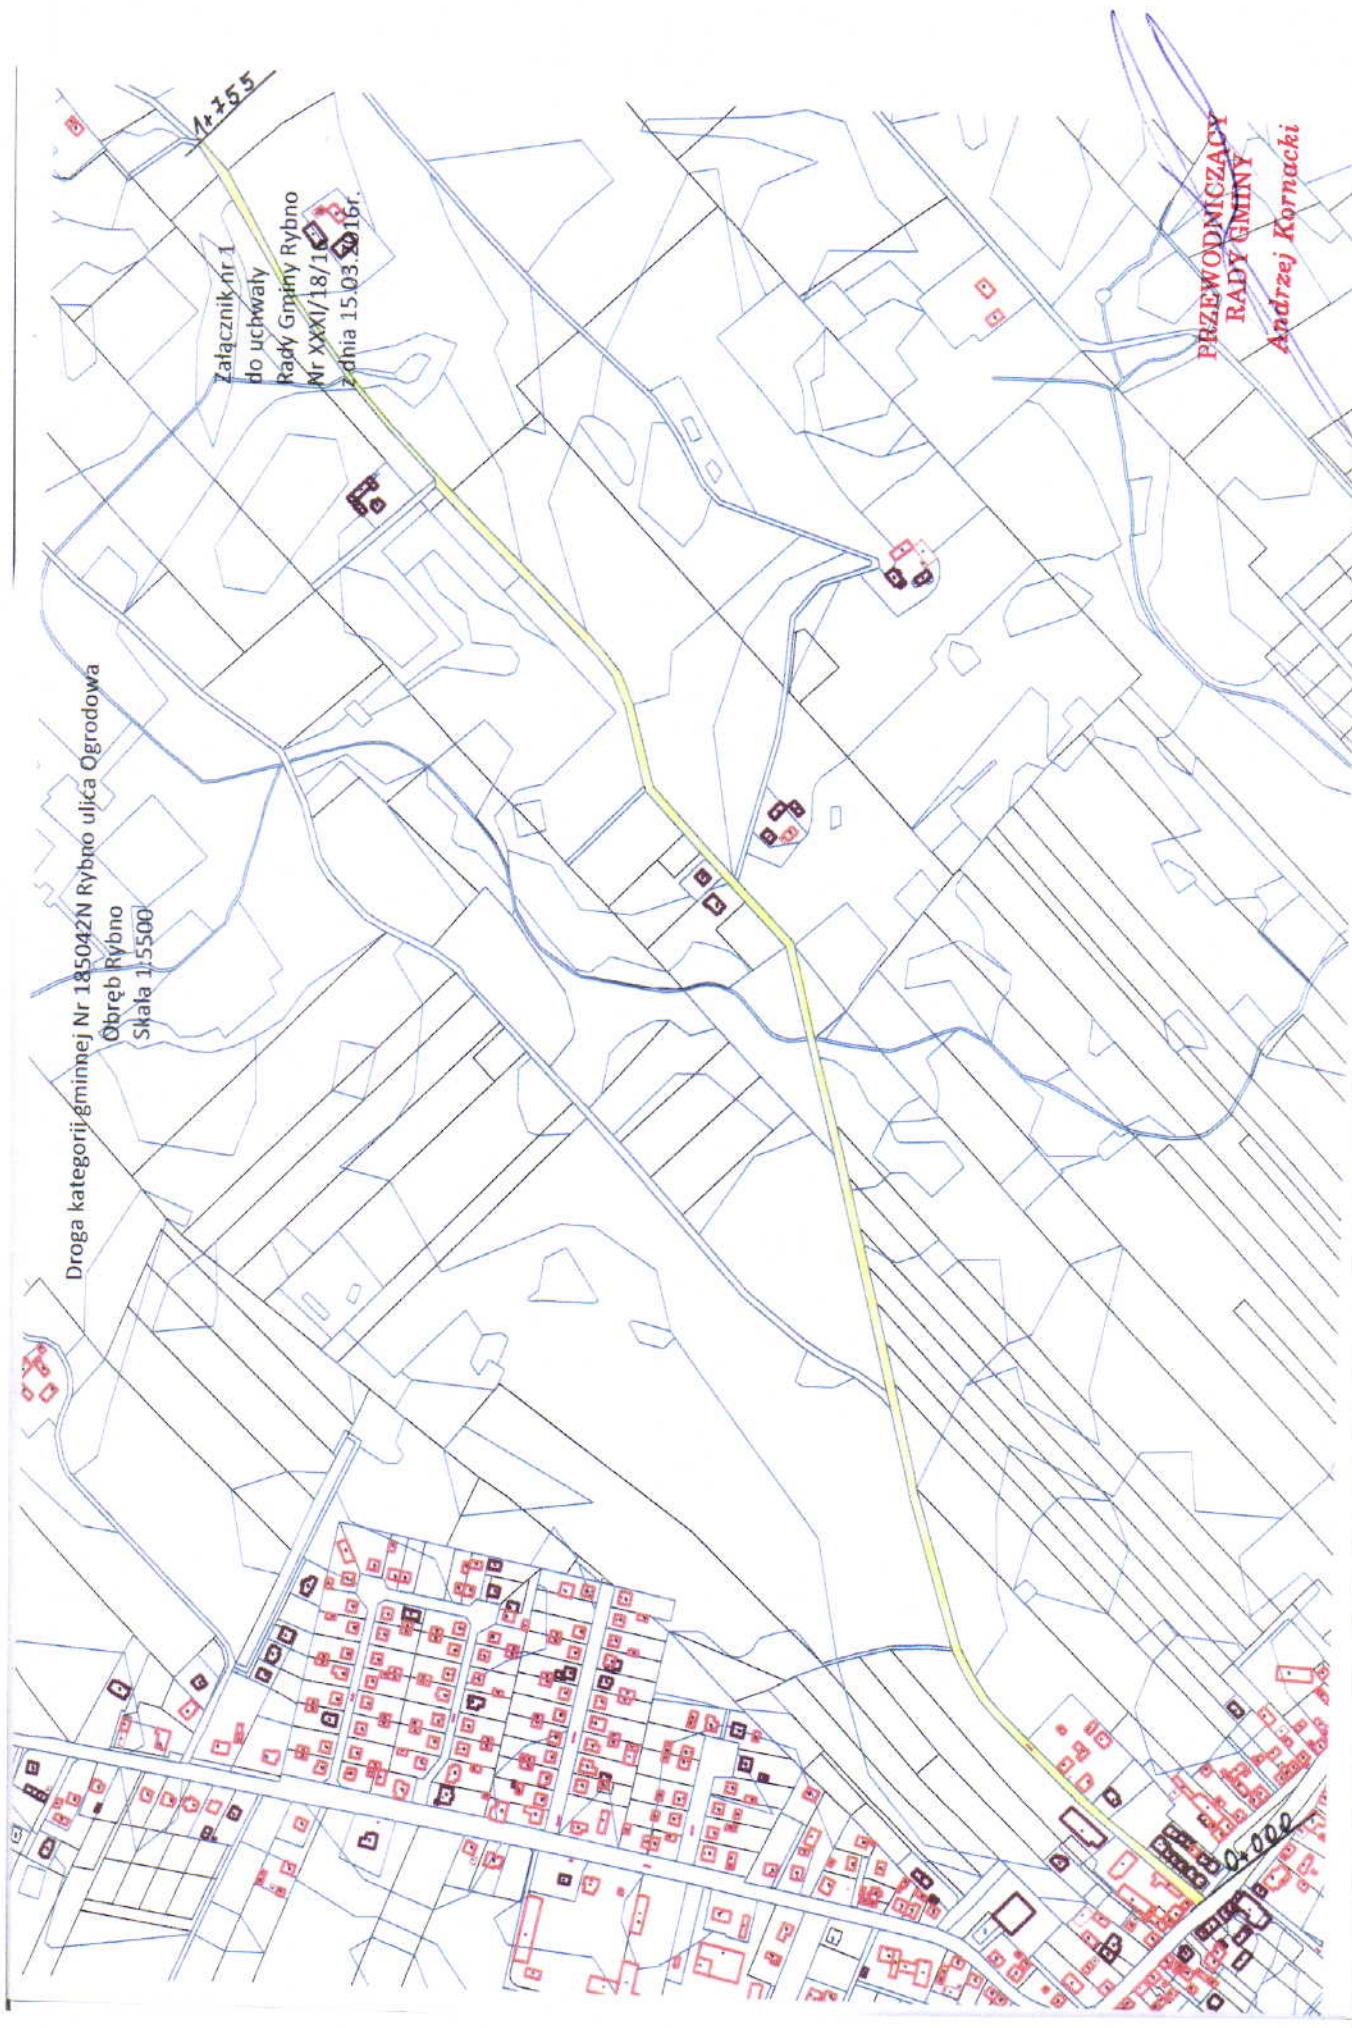 Droga kategorii gminnej Nr 185042N Rybno ulica Ogrodowa
Obręb Rybno
Skala 1:5500
Załącznik nr 1
do uchwały
Rady Gminy Rybno
Nr XXXI/18/16
z dnia 15.03.2016r.
1+755
0+000
PRZEWODNICZĄCY
RADY GMINY
Andrzej Kornacki